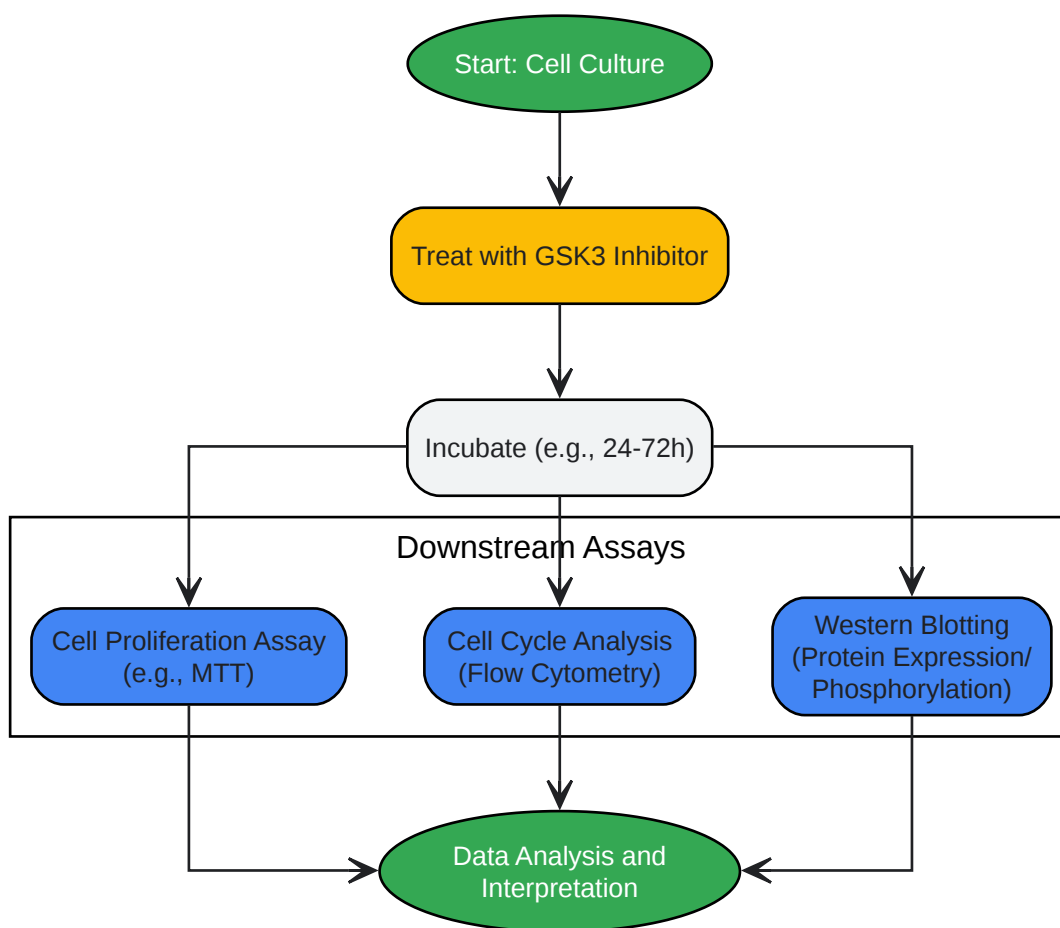 Start: Cell Culture
Treat with GSK3 Inhibitor
Incubate (e.g., 24-72h)
Downstream Assays
Cell Proliferation Assay
(e.g., MTT)
Cell Cycle Analysis
(Flow Cytometry)
Western Blotting
(Protein Expression/
Phosphorylation)
Data Analysis and
Interpretation